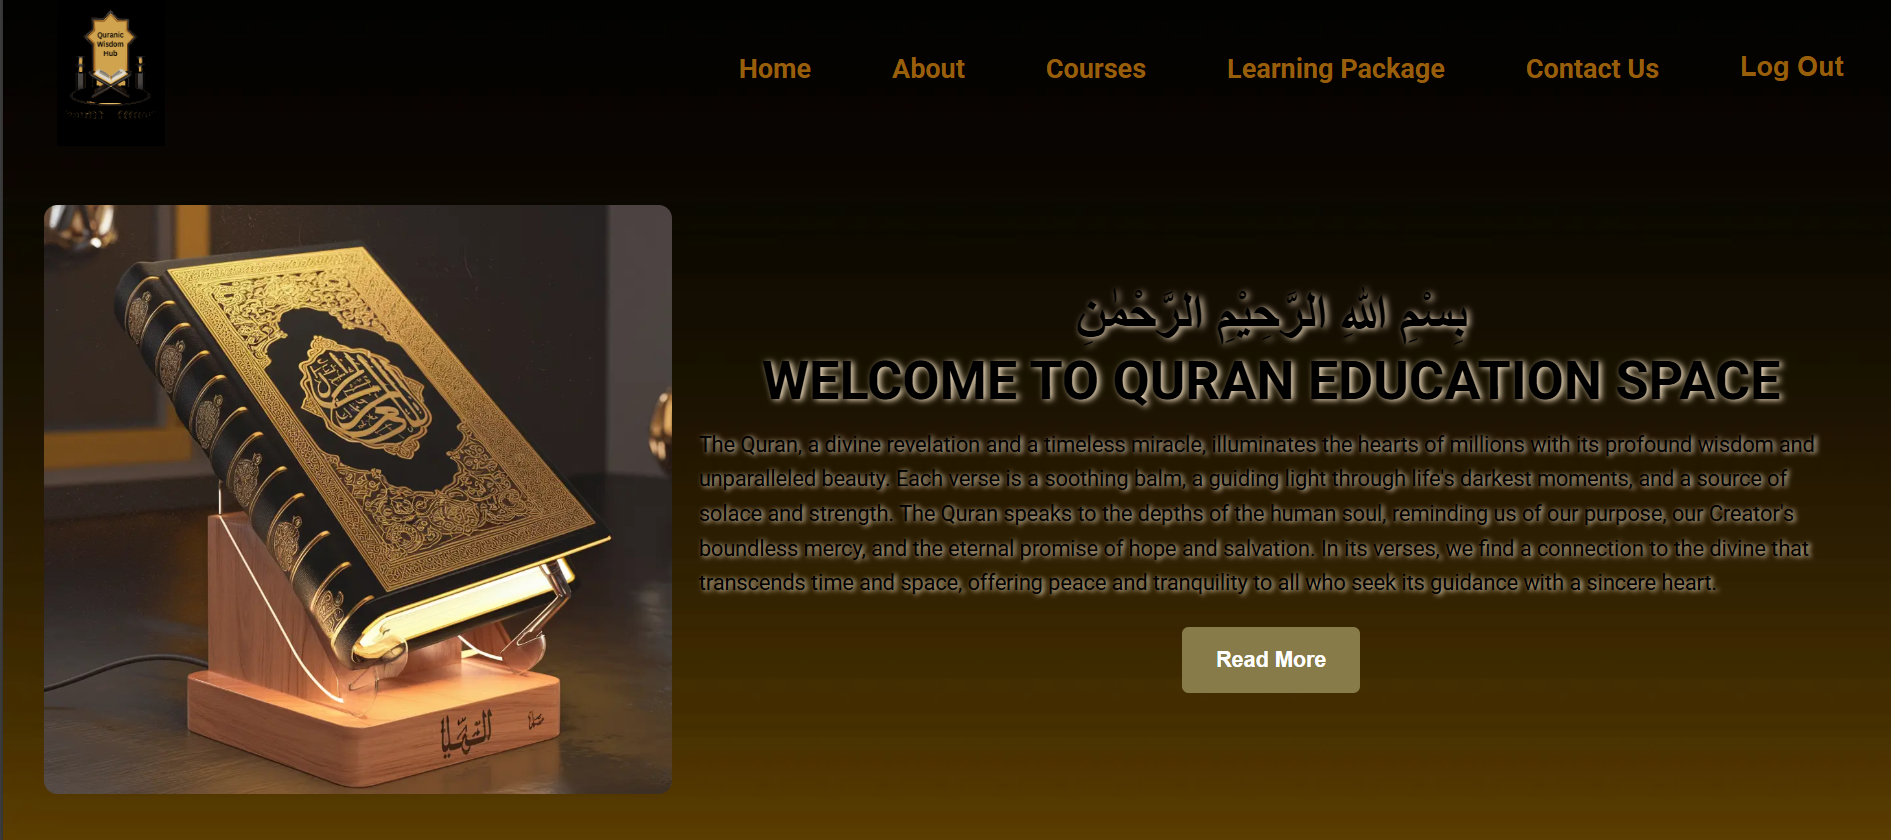 Quranic
Wisdom
Hub
Home About Courses Learning Package Contact Us Log Out
بِسْمِ اللهِ الرَّحِيْمِ الرَّحْمٰنِ
WELCOME TO QURAN EDUCATION SPACE
The Quran, a divine revelation and a timeless miracle, illuminates the hearts of millions with its profound wisdom and
unparalleled beauty. Each verse is a soothing balm, a guiding light through life's darkest moments, and a source of
solace and strength. The Quran speaks to the depths of the human soul, reminding us of our purpose, our Creator's
boundless mercy, and the eternal promise of hope and salvation. In its verses, we find a connection to the divine that
transcends time and space, offering peace and tranquility to all who seek its guidance with a sincere heart.
Read More